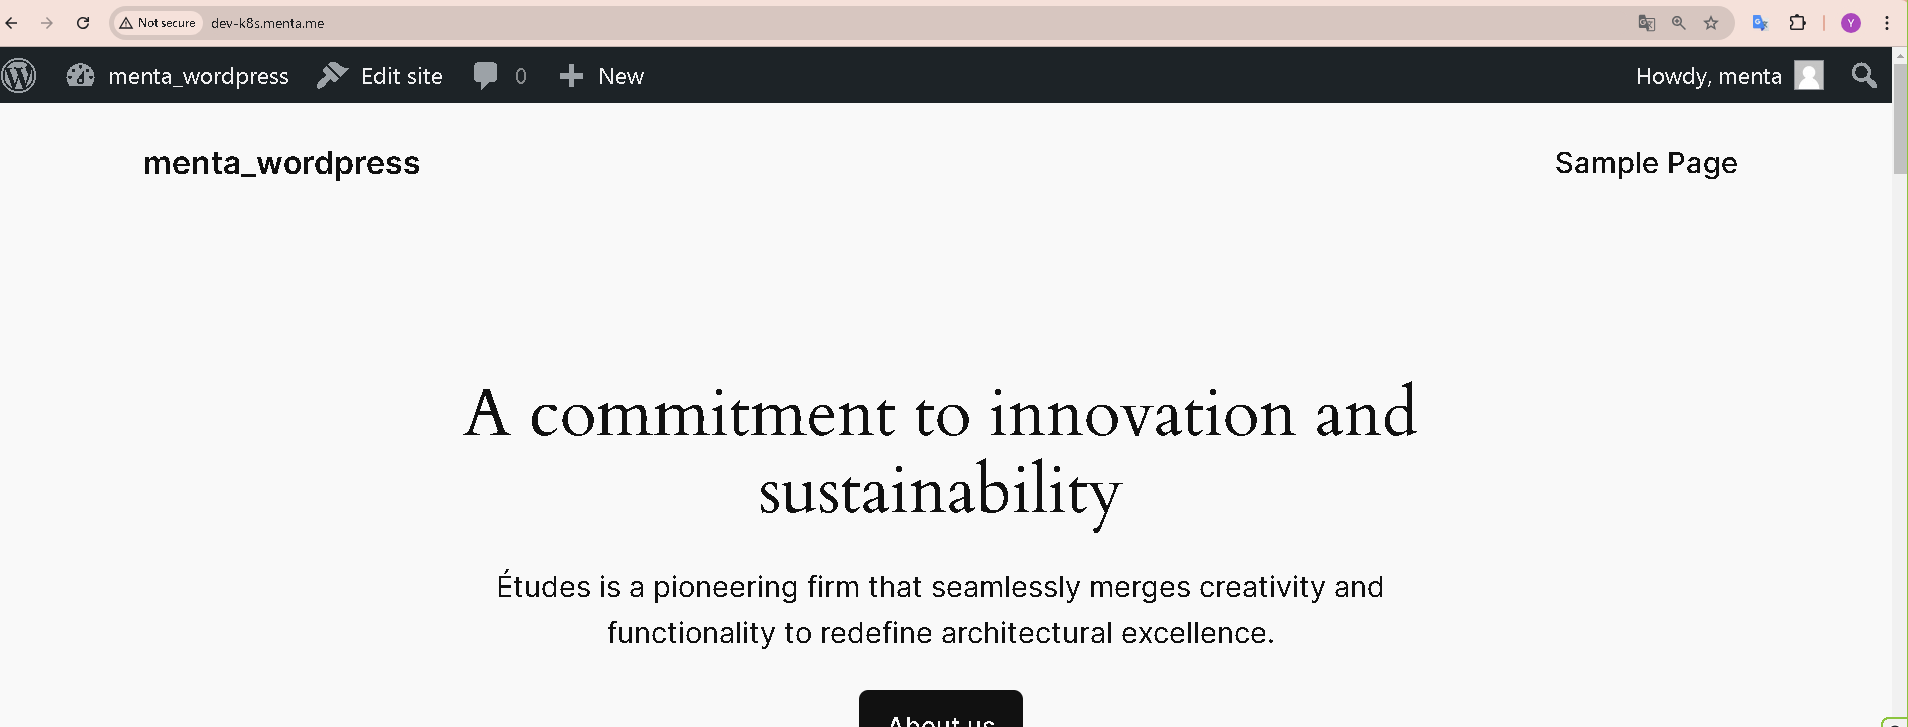 Not secure dev-k8s.menta.me Y
menta_wordpress Edit site 0 New Howdy, menta
menta_wordpress Sample Page
A commitment to innovation and
sustainability
Études is a pioneering firm that seamlessly merges creativity and
functionality to redefine architectural excellence.
About us